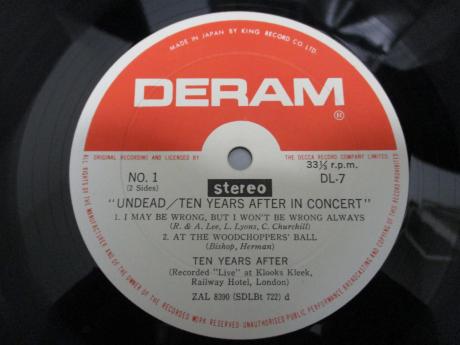 MADE IN JAPAN BY KING RECORD CO. LTD.
DERAM
®
ORIGINAL RECORDING AND LICENSED BY THE DECCA RECORD COMPANY LIMITED
NO. 1
(2 Sides)
stereo
33⅓ r.p.m.
DL-7
"UNDEAD/TEN YEARS AFTER IN CONCERT"
1. I MAY BE WRONG, BUT I WON'T BE WRONG ALWAYS
(R. & A. Lee, L. Lyons, C. Churchill)
2. AT THE WOODCHOPPERS' BALL
(Bishop, Herman)
TEN YEARS AFTER
(Recorded "Live" at Klooks Kleek,
Railway Hotel, London)
ZAL 8390 (SDLBt 722) d
ALL RIGHTS OF THE MANUFACTURER AND OF THE OWNER OF THE RECORDED WORK RESERVED UNAUTHORISED PUBLIC PERFORMANCE BROADCASTING AND COPYING OF THIS RECORD PROHIBITED